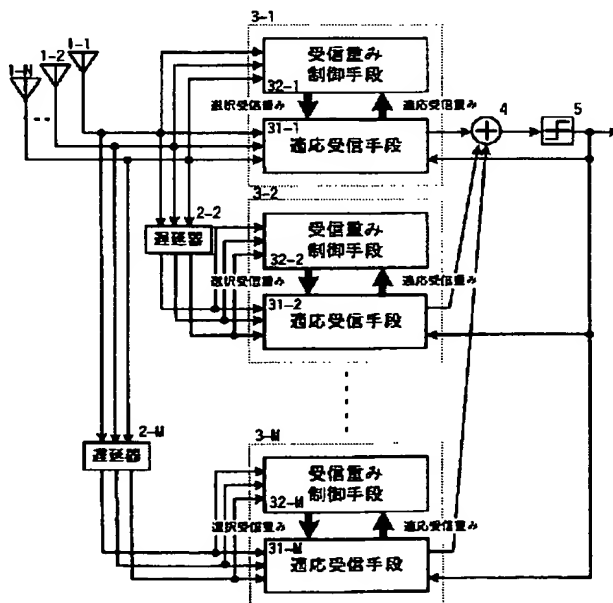 1-N
1-2
1-1
3-1
受信重み
制御手段
32-1
選択受信重み
適応受信重み
31-1
適応受信手段
4
5
3-2
2-2
遅延器
受信重み
制御手段
32-2
選択受信重み
適応受信重み
31-2
適応受信手段
3-M
2-M
遅延器
受信重み
制御手段
32-M
選択受信重み
適応受信重み
31-M
適応受信手段